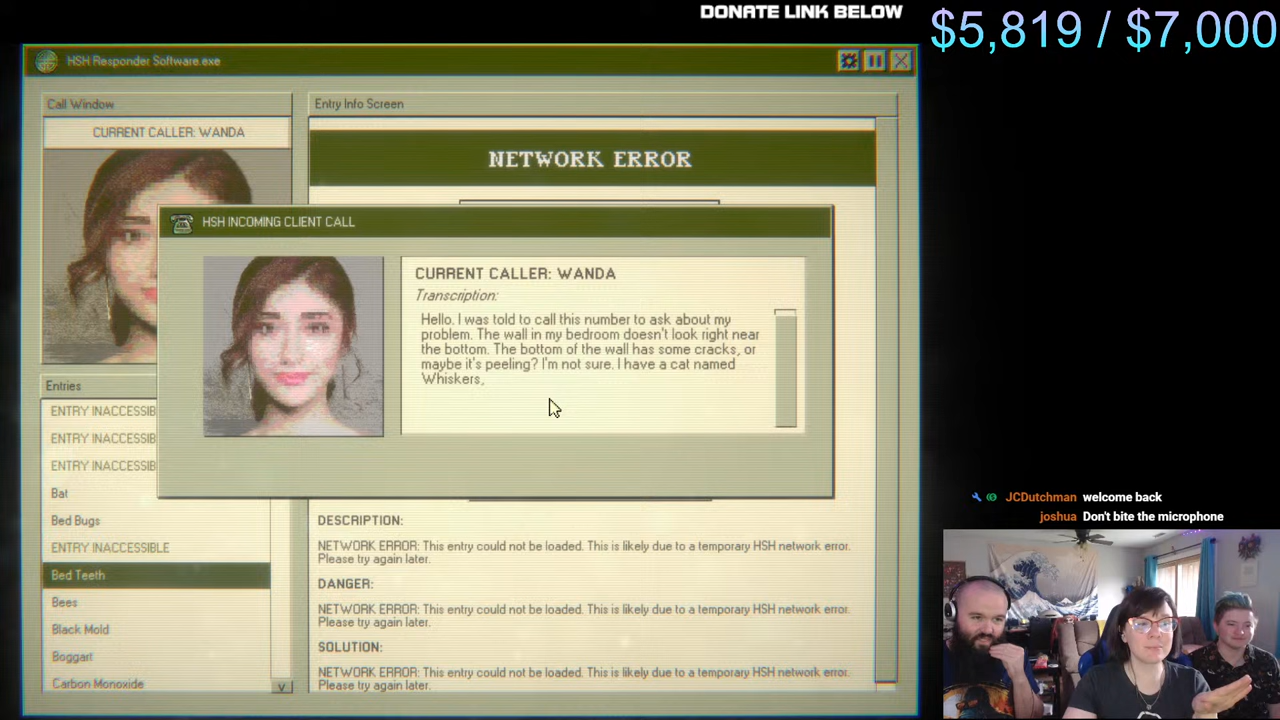 DONATE LINK BELOW
$5,819 / $7,000
HSH Responder Software.exe
Call Window
CURRENT CALLER: WANDA
Entry Info Screen
NETWORK ERROR
HSH INCOMING CLIENT CALL
CURRENT CALLER: WANDA
Transcription:
Hello. I was told to call this number to ask about my
problem. The wall in my bedroom doesn't look right near
the bottom. The bottom of the wall has some cracks, or
maybe it's peeling? I'm not sure. I have a cat named
Whiskers,
Entries
ENTRY INACCESSIB
ENTRY INACCESSIB
ENTRY INACCESSIB
Bat
Bed Bugs
ENTRY INACCESSIBLE
Bed Teeth
Bees
Black Mold
Boggart
Carbon Monoxide
DESCRIPTION:
NETWORK ERROR: This entry could not be loaded. This is likely due to a temporary HSH network error.
Please try again later.
DANGER:
NETWORK ERROR: This entry could not be loaded. This is likely due to a temporary HSH network error.
Please try again later.
SOLUTION:
NETWORK ERROR: This entry could not be loaded. This is likely due to a temporary HSH network error.
Please try again later.
JCDutchman welcome back
joshua Don't bite the microphone